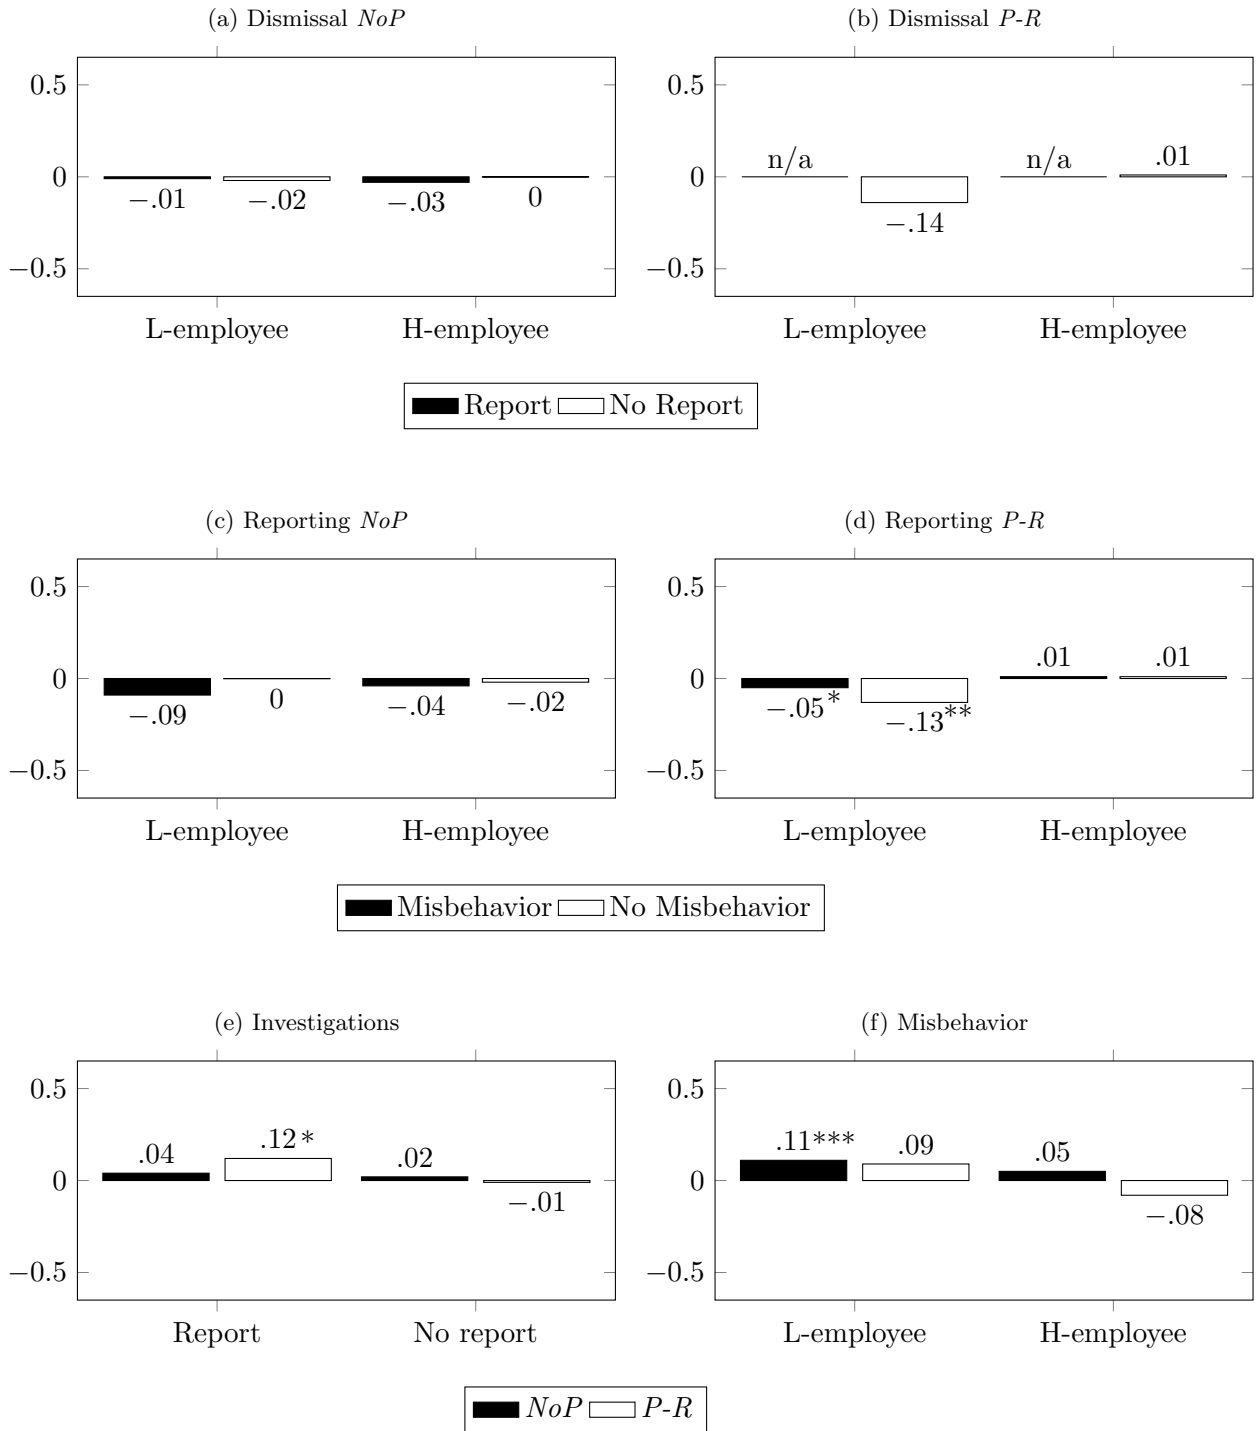 (a) Dismissal NoP
0.5
0
−0.5
−.01
−.02
−.03
0
L-employee
H-employee
(b) Dismissal P-R
0.5
0
−0.5
n/a
−.14
n/a
.01
L-employee
H-employee
Report No Report
(c) Reporting NoP
0.5
0
−0.5
−.09
0
−.04
−.02
L-employee
H-employee
(d) Reporting P-R
0.5
0
−0.5
−.05*
−.13**
.01
.01
L-employee
H-employee
Misbehavior No Misbehavior
(e) Investigations
0.5
0
−0.5
.04
.12*
.02
−.01
Report
No report
(f) Misbehavior
0.5
0
−0.5
.11***
.09
.05
−.08
L-employee
H-employee
NoP P-R